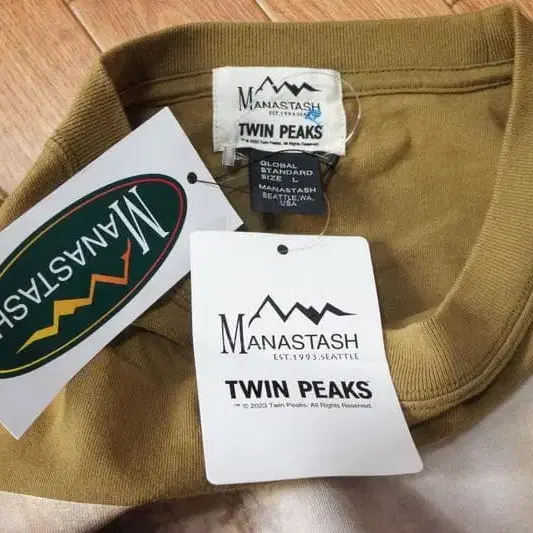 MANASTASH
EST.1993.SEATTLE
TWIN PEAKS
GLOBAL
STANDARD
SIZE L
MANASTASH
SEATTLE,WA.
USA
MANASTASH
MANASTASH
EST.1993.SEATTLE
TWIN PEAKS
™ © 2023 Twin Peaks. All Rights Reserved.